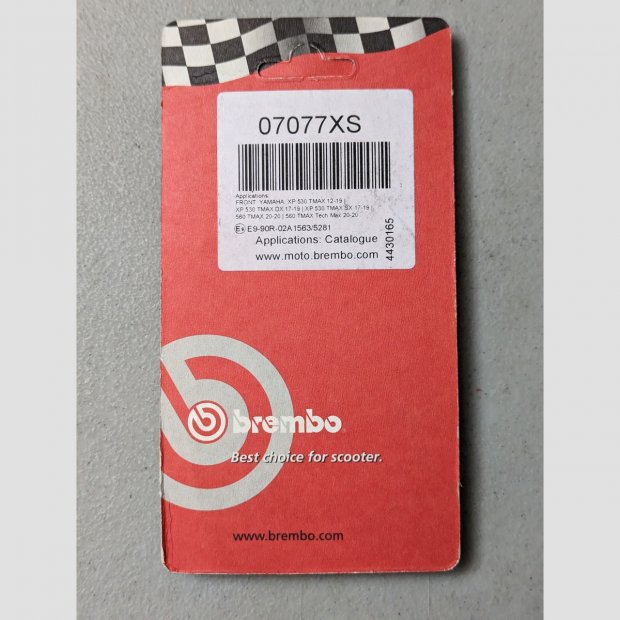 07077XS
Applications:
FRONT: YAMAHA: XP 530 TMAX 12-19 |
XP 530 TMAX DX 17-19 | XP 530 TMAX SX 17-19 |
560 TMAX 20-20 | 560 TMAX Tech Max 20-20
E9 E9-90R-02A1563/5281
Applications: Catalogue
www.moto.brembo.com
4430165
brembo
Best choice for scooter.
www.brembo.com